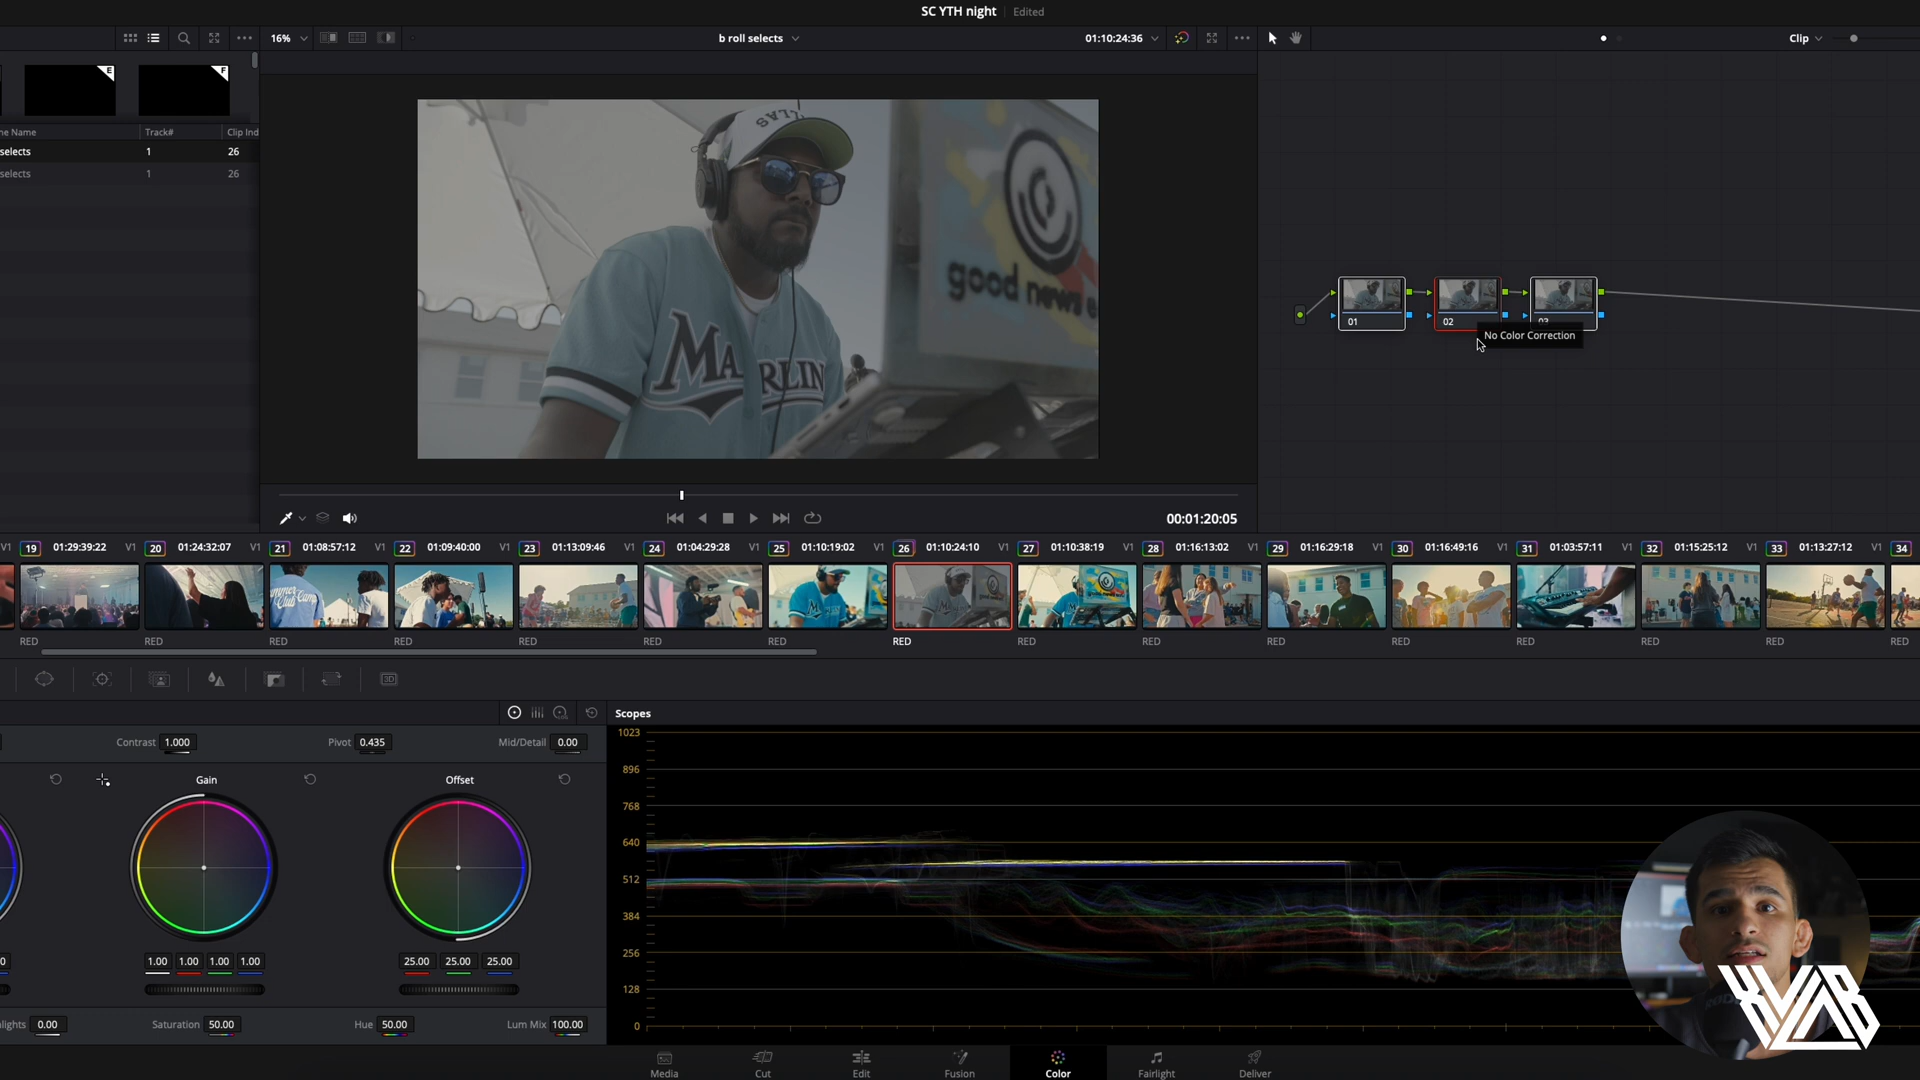 SC YTH night Edited
16%
b roll selects
01:10:24:36
Clip
E
F
ne Name Track# Clip Ind
selects 1 26
selects 1 26
good news
MARLIN
01 02 03
No Color Correction
00:01:20:05
V1 19 01:29:39:22 V1 20 01:24:32:07 V1 21 01:08:57:12 V1 22 01:09:40:00 V1 23 01:13:09:46 V1 24 01:04:29:28 V1 25 01:10:19:02 V1 26 01:10:24:10 V1 27 01:10:38:19 V1 28 01:16:13:02 V1 29 01:16:29:18 V1 30 01:16:49:16 V1 31 01:03:57:11 V1 32 01:15:25:12 V1 33 01:13:27:12 V1 34
RED RED RED RED RED RED RED RED RED RED RED RED RED RED RED RED
3D
Contrast 1.000 Pivot 0.435 Mid/Detail 0.00
Gain Offset
0 1.00 1.00 1.00 1.00 25.00 25.00 25.00
lights 0.00 Saturation 50.00 Hue 50.00 Lum Mix 100.00
Scopes
1023
896
768
640
512
384
256
128
0
Media Cut Edit Fusion Color Fairlight Deliver